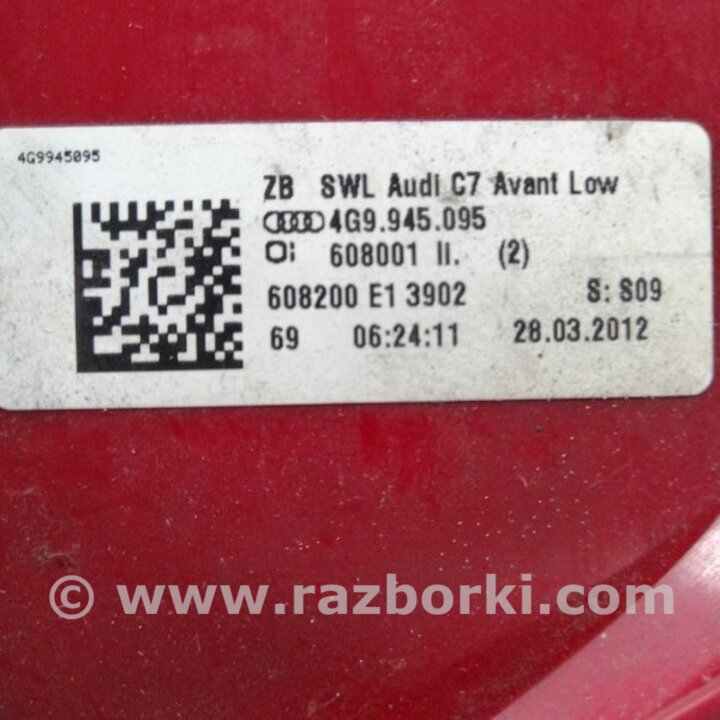 4G9945095
ZB SWL Audi C7 Avant Low
4G9.945.095
608001 li. (2)
608200 E1 3902 S: S09
69 06:24:11 28.03.2012
© www.razborki.com